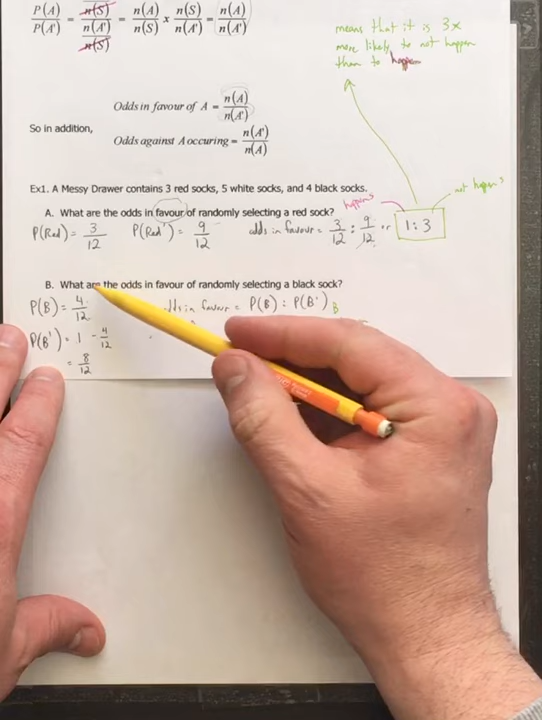 P(A)/P(A') = n(S)/(n(A')/n(S)) = n(A)/n(S) x n(S)/n(A') = n(A)/n(A')
means that it is 3x
more likely to not happen
than to happen
Odds in favour of A = n(A)/n(A')
So in addition,
Odds against A occuring = n(A')/n(A)
Ex1. A Messy Drawer contains 3 red socks, 5 white socks, and 4 black socks.
A. What are the odds in favour of randomly selecting a red sock?
happens
not happens
P(Red) = 3/12 P(Red') = 9/12 odds in favour = 3/12 : 9/12 or 1:3
B. What are the odds in favour of randomly selecting a black sock?
P(B) = 4/12 odds in favour = P(B) : P(B') B
P(B') = 1 - 4/12
= 8/12